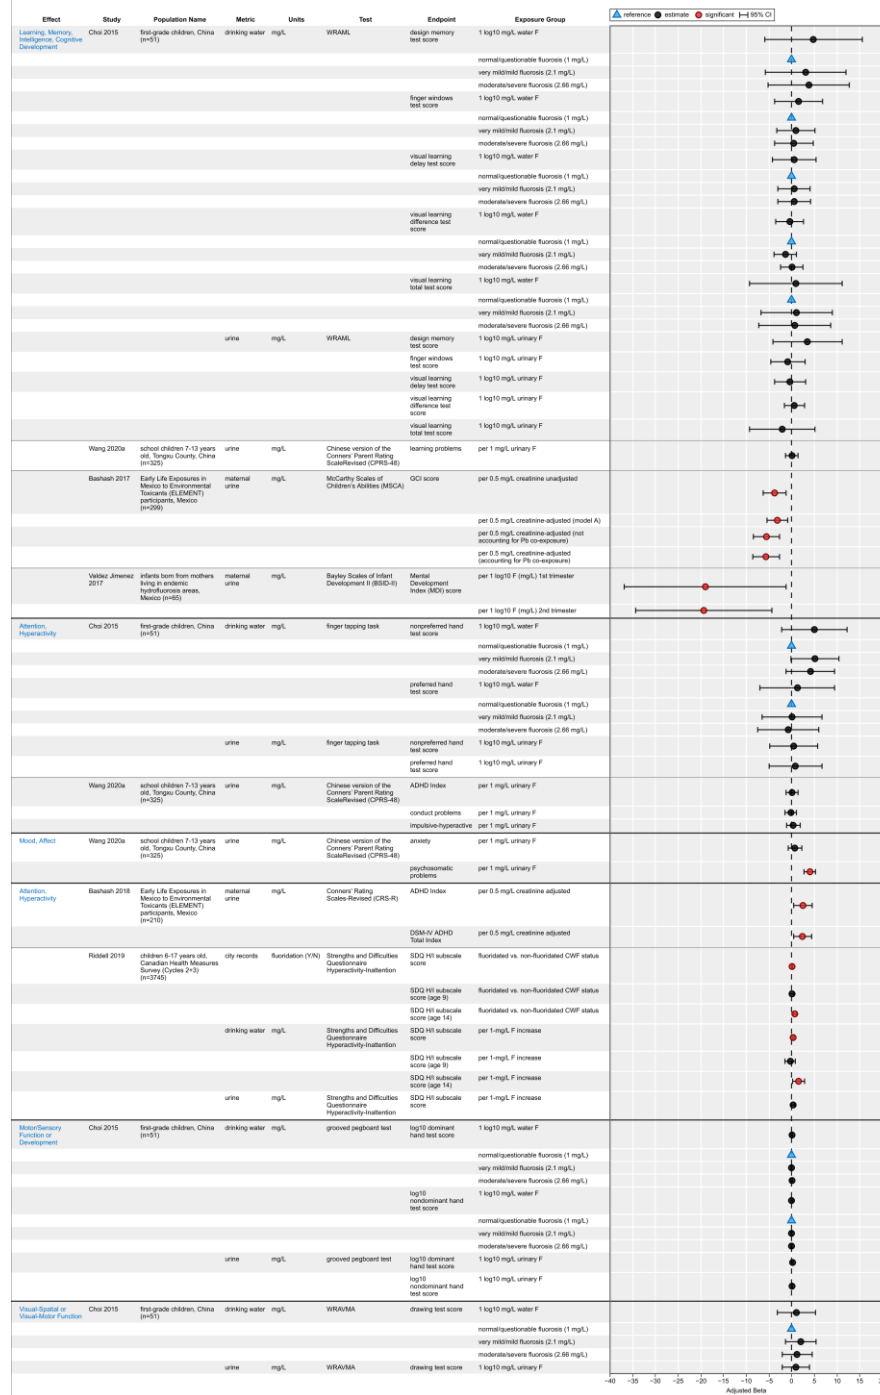 Effect Study Population Name Metric Units Test Endpoint Exposure Group
reference estimate significant 95% CI
Learning, Memory, Intelligence, Cognitive Development Choi 2015 first-grade children, China (n=51) drinking water mg/L WRAML design memory test score 1 log10 mg/L water F
normal/questionable fluorosis (1 mg/L)
very mild/mild fluorosis (2.1 mg/L)
moderate/severe fluorosis (2.66 mg/L)
finger windows test score 1 log10 mg/L water F
normal/questionable fluorosis (1 mg/L)
very mild/mild fluorosis (2.1 mg/L)
moderate/severe fluorosis (2.66 mg/L)
visual learning delay test score 1 log10 mg/L water F
normal/questionable fluorosis (1 mg/L)
very mild/mild fluorosis (2.1 mg/L)
moderate/severe fluorosis (2.66 mg/L)
visual learning difference test score 1 log10 mg/L water F
normal/questionable fluorosis (1 mg/L)
very mild/mild fluorosis (2.1 mg/L)
moderate/severe fluorosis (2.66 mg/L)
visual learning total test score 1 log10 mg/L water F
normal/questionable fluorosis (1 mg/L)
very mild/mild fluorosis (2.1 mg/L)
moderate/severe fluorosis (2.66 mg/L)
urine mg/L WRAML design memory test score 1 log10 mg/L urinary F
finger windows test score 1 log10 mg/L urinary F
visual learning delay test score 1 log10 mg/L urinary F
visual learning difference test score 1 log10 mg/L urinary F
visual learning total test score 1 log10 mg/L urinary F
Wang 2020a school children 7-13 years old, Tongxu County, China (n=325) urine mg/L Chinese version of the Conners' Parent Rating ScaleRevised (CPRS-48) learning problems per 1 mg/L urinary F
Bashash 2017 Early Life Exposures in Mexico to Environmental Toxicants (ELEMENT) participants, Mexico (n=299) maternal urine mg/L McCarthy Scales of Children's Abilities (MSCA) GCI score per 0.5 mg/L creatinine unadjusted
per 0.5 mg/L creatinine-adjusted (model A)
per 0.5 mg/L creatinine-adjusted (not accounting for Pb co-exposure)
per 0.5 mg/L creatinine-adjusted (accounting for Pb co-exposure)
Valdez Jimenez 2017 infants born from mothers living in endemic hydrofluorosis areas, Mexico (n=65) maternal urine mg/L Bayley Scales of Infant Development II (BSID-II) Mental Development Index (MDI) score per 1 log10 F (mg/L) 1st trimester
per 1 log10 F (mg/L) 2nd trimester
Attention, Hyperactivity Choi 2015 first-grade children, China (n=51) drinking water mg/L finger tapping task nonpreferred hand test score 1 log10 mg/L water F
normal/questionable fluorosis (1 mg/L)
very mild/mild fluorosis (2.1 mg/L)
moderate/severe fluorosis (2.66 mg/L)
preferred hand test score 1 log10 mg/L water F
normal/questionable fluorosis (1 mg/L)
very mild/mild fluorosis (2.1 mg/L)
moderate/severe fluorosis (2.66 mg/L)
urine mg/L finger tapping task nonpreferred hand test score 1 log10 mg/L urinary F
preferred hand test score 1 log10 mg/L urinary F
Wang 2020a school children 7-13 years old, Tongxu County, China (n=325) urine mg/L Chinese version of the Conners' Parent Rating ScaleRevised (CPRS-48) ADHD Index per 1 mg/L urinary F
conduct problems per 1 mg/L urinary F
impulsive-hyperactive per 1 mg/L urinary F
Mood, Affect Wang 2020a school children 7-13 years old, Tongxu County, China (n=325) urine mg/L Chinese version of the Conners' Parent Rating ScaleRevised (CPRS-48) anxiety per 1 mg/L urinary F
psychosomatic problems per 1 mg/L urinary F
Attention, Hyperactivity Bashash 2018 Early Life Exposures in Mexico to Environmental Toxicants (ELEMENT) participants, Mexico (n=210) maternal urine mg/L Conners' Rating Scales-Revised (CRS-R) ADHD Index per 0.5 mg/L creatinine adjusted
DSM-IV ADHD Total Index per 0.5 mg/L creatinine adjusted
Riddell 2019 children 6-17 years old, Canadian Health Measures Survey (Cycles 2+3) (n=3745) city records fluoridation (Y/N) Strengths and Difficulties Questionnaire Hyperactivity-Inattention SDQ H/I subscale score fluoridated vs. non-fluoridated CWF status
SDQ H/I subscale score (age 9) fluoridated vs. non-fluoridated CWF status
SDQ H/I subscale score (age 14) fluoridated vs. non-fluoridated CWF status
drinking water mg/L Strengths and Difficulties Questionnaire Hyperactivity-Inattention SDQ H/I subscale score per 1-mg/L F increase
SDQ H/I subscale score (age 9) per 1-mg/L F increase
SDQ H/I subscale score (age 14) per 1-mg/L F increase
urine mg/L Strengths and Difficulties Questionnaire Hyperactivity-Inattention SDQ H/I subscale score per 1-mg/L F increase
Motor/Sensory Function or Development Choi 2015 first-grade children, China (n=51) drinking water mg/L grooved pegboard test log10 dominant hand test score 1 log10 mg/L water F
normal/questionable fluorosis (1 mg/L)
very mild/mild fluorosis (2.1 mg/L)
moderate/severe fluorosis (2.66 mg/L)
log10 nondominant hand test score 1 log10 mg/L water F
normal/questionable fluorosis (1 mg/L)
very mild/mild fluorosis (2.1 mg/L)
moderate/severe fluorosis (2.66 mg/L)
urine mg/L grooved pegboard test log10 dominant hand test score 1 log10 mg/L urinary F
log10 nondominant hand test score 1 log10 mg/L urinary F
Visual-Spatial or Visual-Motor Function Choi 2015 first-grade children, China (n=51) drinking water mg/L WRAVMA drawing test score 1 log10 mg/L water F
normal/questionable fluorosis (1 mg/L)
very mild/mild fluorosis (2.1 mg/L)
moderate/severe fluorosis (2.66 mg/L)
urine mg/L WRAVMA drawing test score 1 log10 mg/L urinary F
−40 −35 −30 −25 −20 −15 −10 −5 0 5 10 15
Adjusted Beta